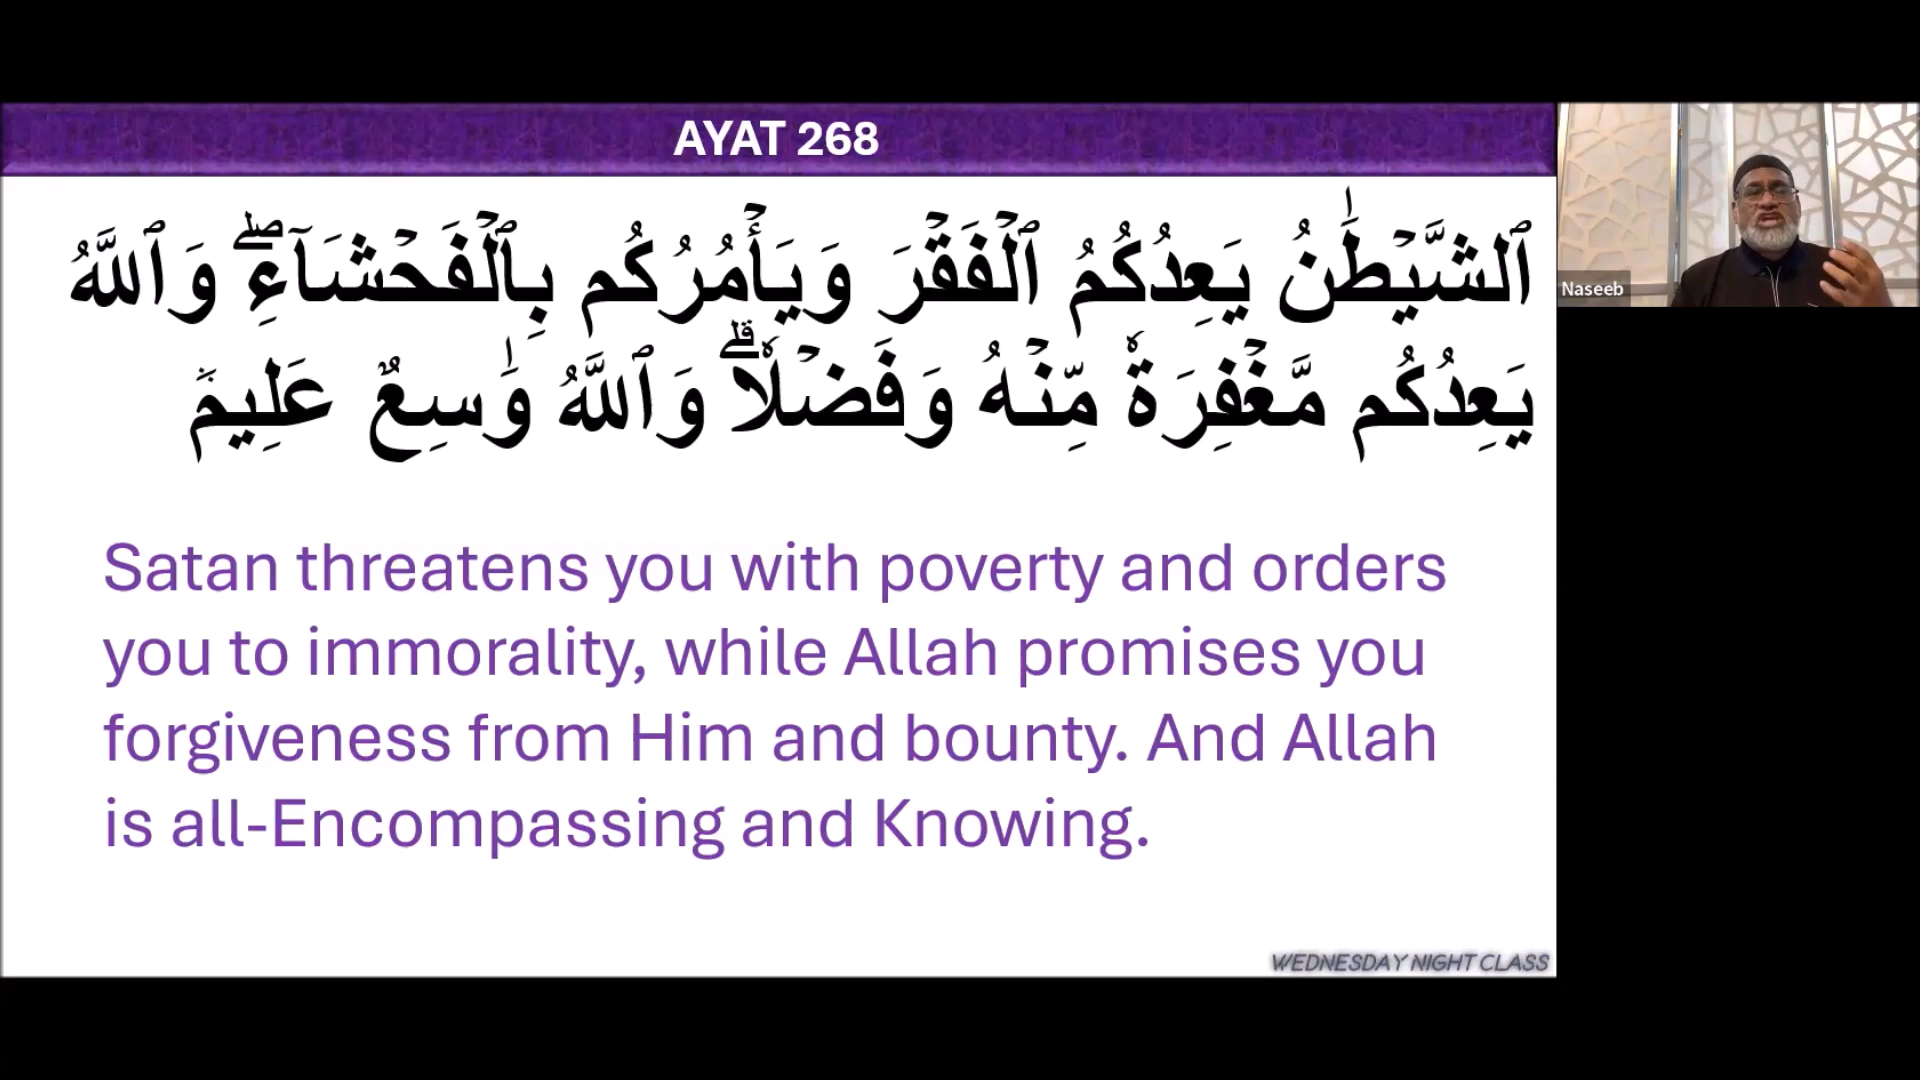 AYAT 268
ٱلشَّيۡطَٰنُ يَعِدُكُمُ ٱلۡفَقۡرَ وَيَأۡمُرُكُم بِٱلۡفَحۡشَآءِۖ وَٱللَّهُ
يَعِدُكُم مَّغۡفِرَةٗ مِّنۡهُ وَفَضۡلٗاۗ وَٱللَّهُ وَٰسِعٌ عَلِيمٞ
Satan threatens you with poverty and orders
you to immorality, while Allah promises you
forgiveness from Him and bounty. And Allah
is all-Encompassing and Knowing.
WEDNESDAY NIGHT CLASS
Naseeb